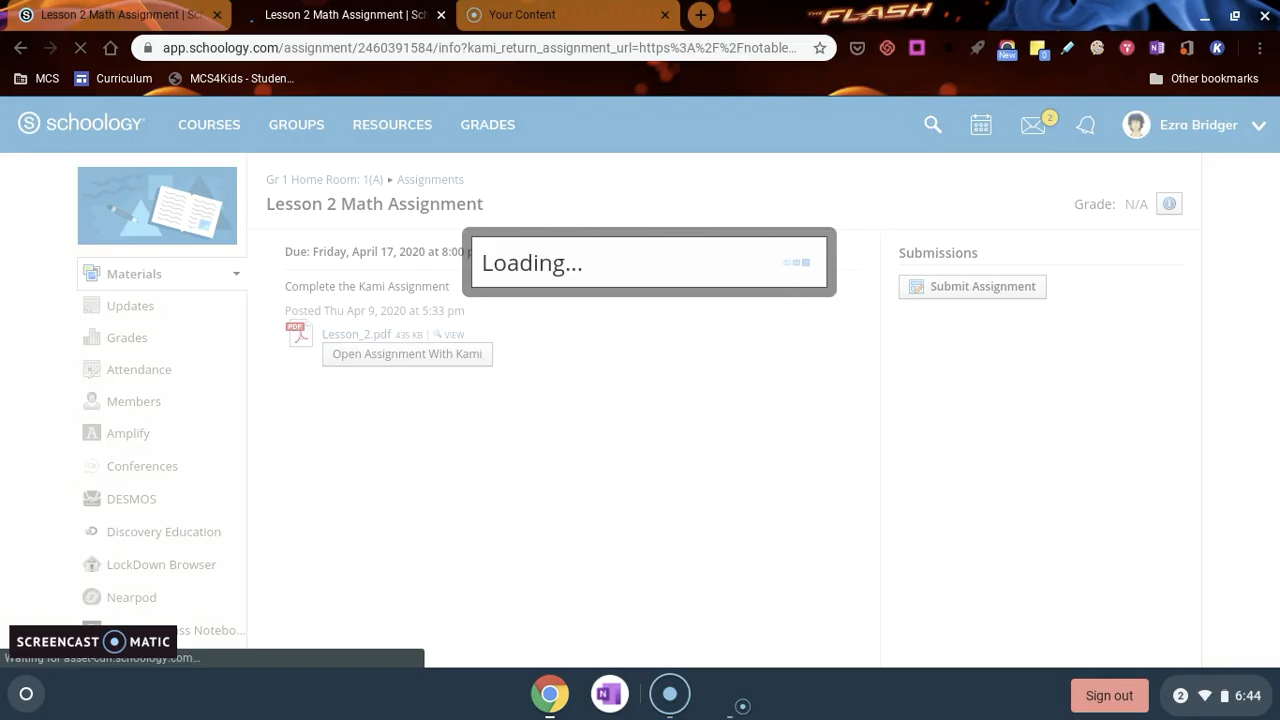 Lesson 2 Math Assignment | Sc
Lesson 2 Math Assignment | Sc
Your Content
THE FLASH
app.schoology.com/assignment/2460391584/info?kami_return_assignment_url=https%3A%2F%2Fnotable...
New
0
MCS
Curriculum
MCS4Kids - Studen...
Other bookmarks
S schoology
COURSES
GROUPS
RESOURCES
GRADES
2
Ezra Bridger
Gr 1 Home Room: 1(A) ▸ Assignments
Lesson 2 Math Assignment
Grade: N/A
Due: Friday, April 17, 2020 at 8:00 p
Loading...
Submissions
Submit Assignment
Complete the Kami Assignment
Posted Thu Apr 9, 2020 at 5:33 pm
PDF
Lesson_2.pdf 435 KB | VIEW
Open Assignment With Kami
Materials
Updates
Grades
Attendance
Members
Amplify
Conferences
DESMOS
Discovery Education
LockDown Browser
Nearpod
ss Notebo...
SCREENCAST MATIC
Waiting for asset-cdn.schoology.com...
Sign out
2
6:44